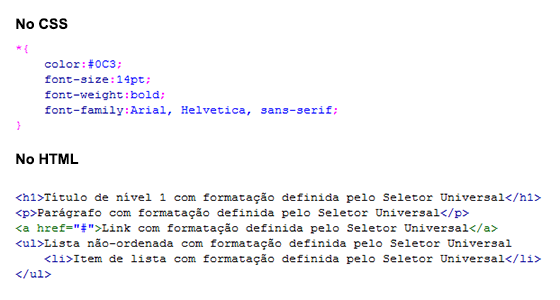 No CSS
*{
color:#0C3;
font-size:14pt;
font-weight:bold;
font-family:Arial, Helvetica, sans-serif;
}
No HTML
<h1>Título de nível 1 com formatação definida pelo Seletor Universal</h1>
<p>Parágrafo com formatação definida pelo Seletor Universal</p>
<a href="#">Link com formatação definida pelo Seletor Universal</a>
<ul>Lista não-ordenada com formatação definida pelo Seletor Universal
<li>Item de lista com formatação definida pelo Seletor Universal</li>
</ul>